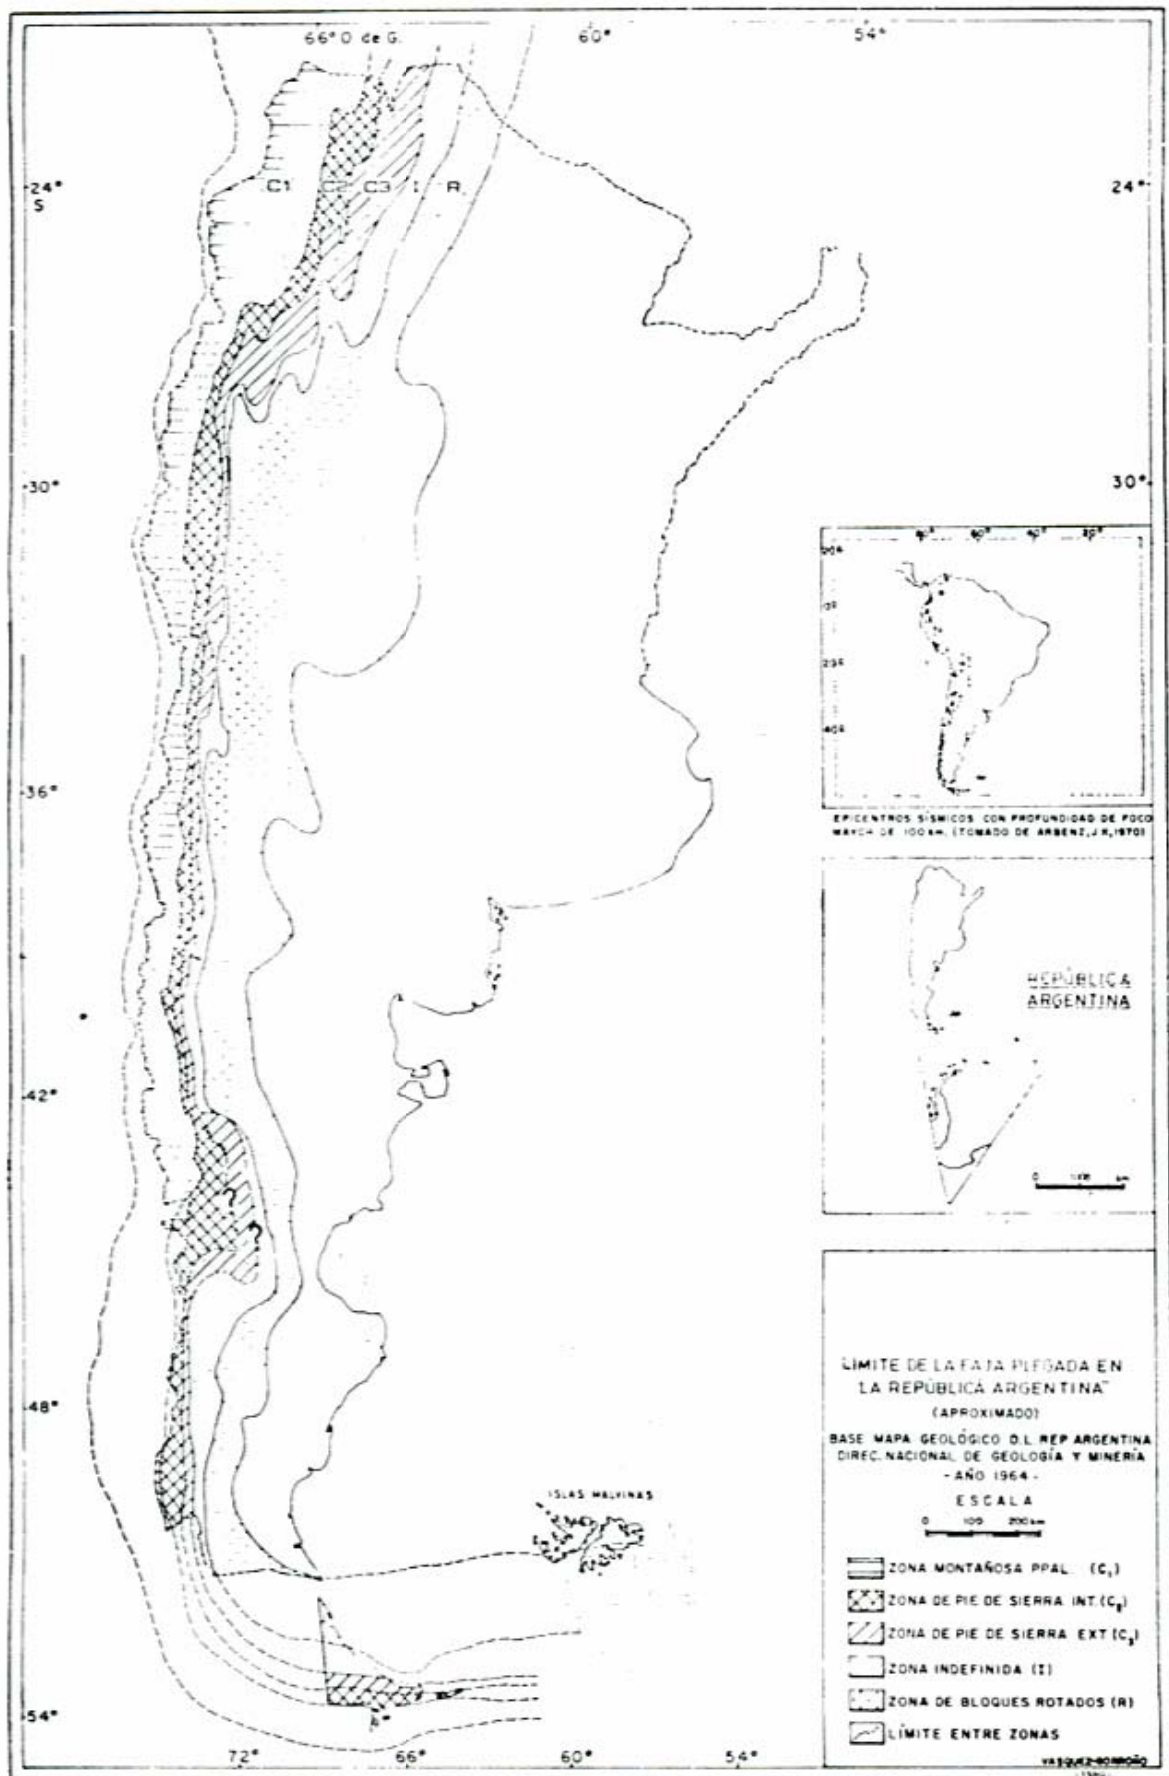 66° O de G.
60°
54°
24°
S
C1 C2 C3 I R
24°
30°
30°
36°
42°
48°
54°
72°
66°
60°
54°
EPICENTROS SÍSMICOS CON PROFUNDIDAD DE FOCO
MAYOR DE 100 km. (TOMADO DE ARBENZ, J K, 1970)
REPÚBLICA
ARGENTINA
0 km
ISLAS MALVINAS
LÍMITE DE LA FAJA PLEGADA EN
LA REPÚBLICA ARGENTINA
(APROXIMADO)
BASE MAPA GEOLÓGICO D.L. REP ARGENTINA
DIREC. NACIONAL DE GEOLOGÍA Y MINERÍA
- AÑO 1964 -
ESCALA
0 100 200 km
ZONA MONTAÑOSA PPAL. (C₁)
ZONA DE PIE DE SIERRA INT. (C₂)
ZONA DE PIE DE SIERRA EXT (C₃)
ZONA INDEFINIDA (I)
ZONA DE BLOQUES ROTADOS (R)
LÍMITE ENTRE ZONAS